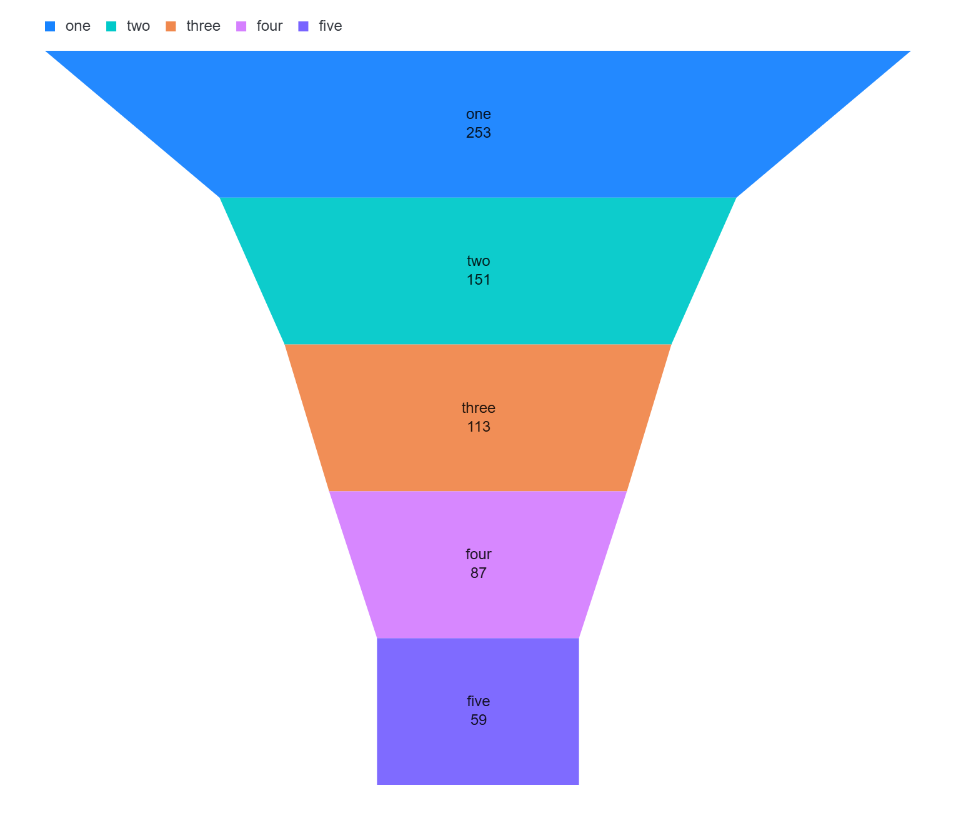 one two three four five
one
253
two
151
three
113
four
87
five
59